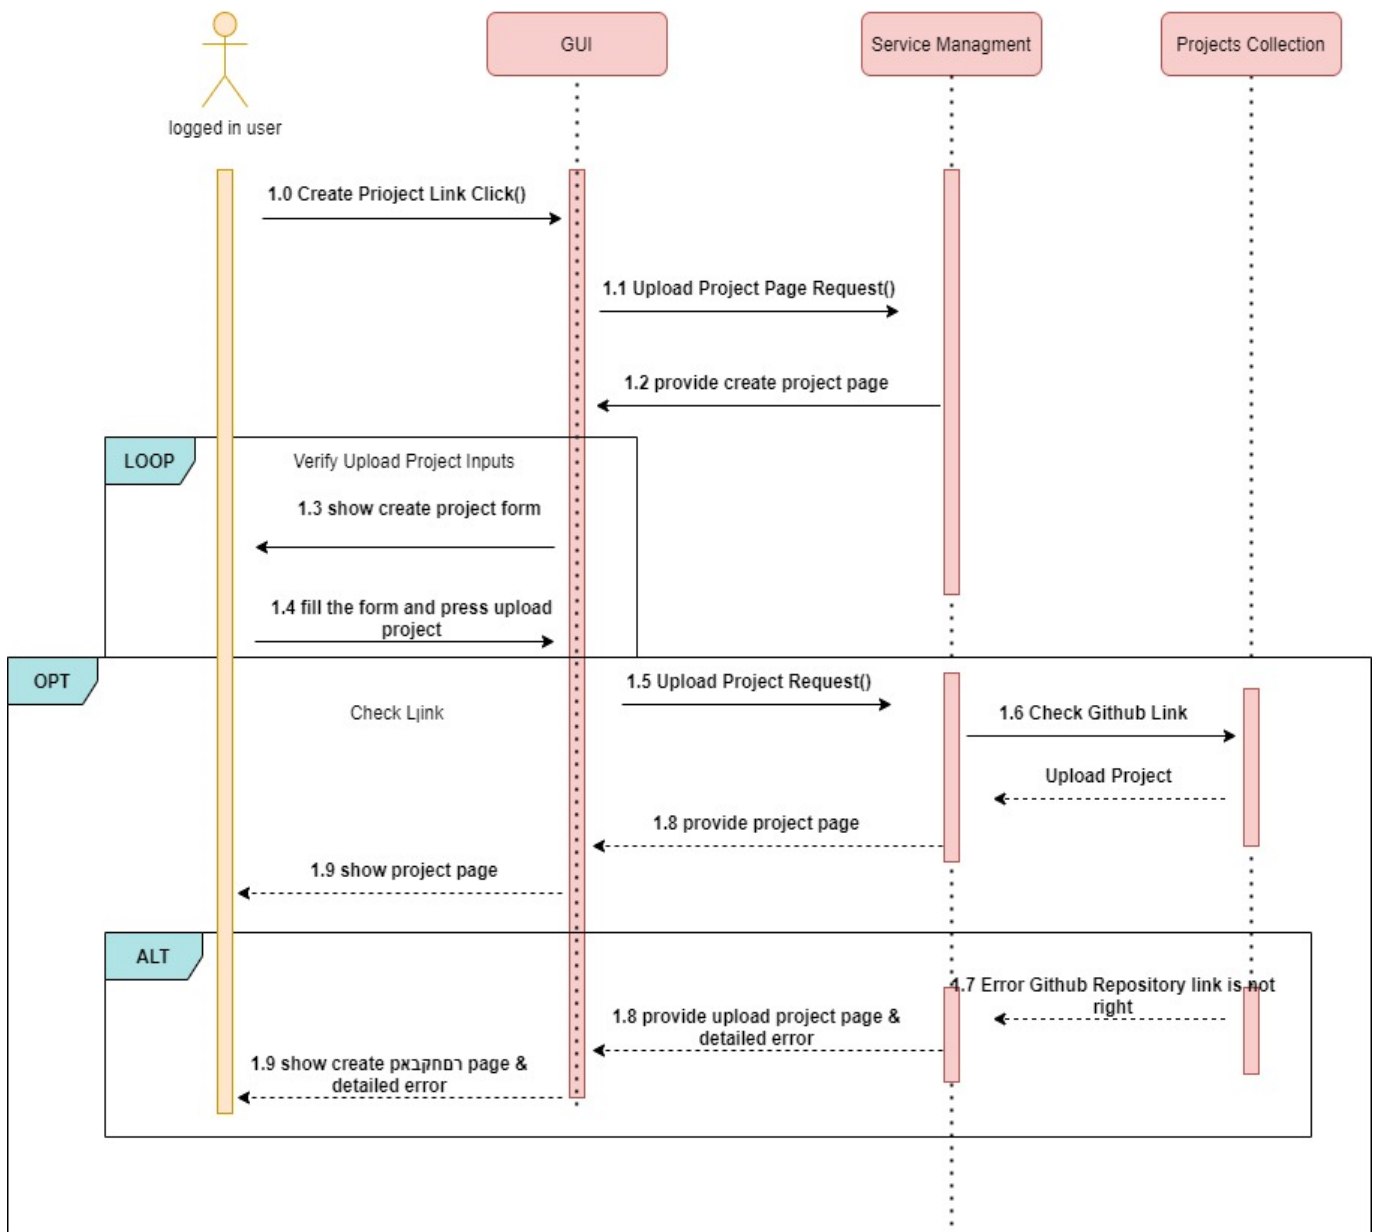 GUI
Service Managment
Projects Collection
logged in user
1.0 Create Prioject Link Click()
1.1 Upload Project Page Request()
1.2 provide create project page
LOOP
Verify Upload Project Inputs
1.3 show create project form
1.4 fill the form and press upload
project
OPT
1.5 Upload Project Request()
Check Lןink
1.6 Check Github Link
Upload Project
1.8 provide project page
1.9 show project page
ALT
1.7 Error Github Repository link is not
right
1.8 provide upload project page &
detailed error
1.9 show create pרםחקבא page &
detailed error